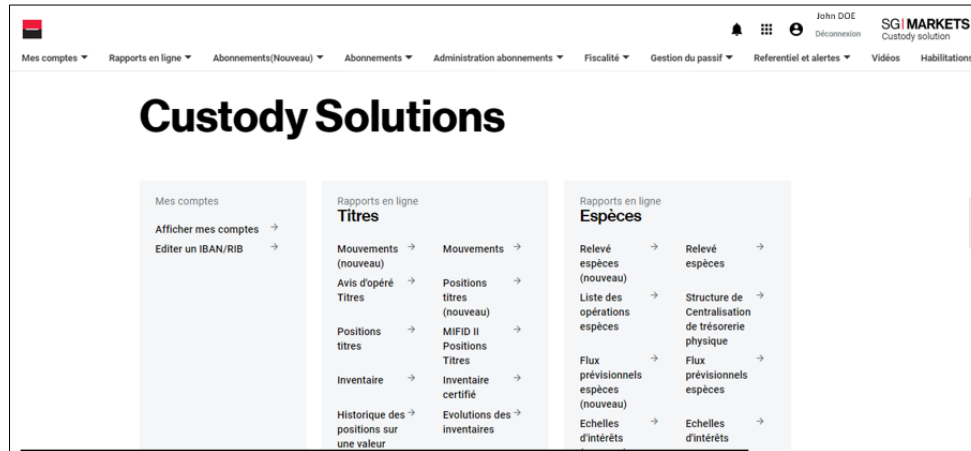 John DOE
Déconnexion
SG|MARKETS
Custody solution
Mes comptes Rapports en ligne Abonnements(Nouveau) Abonnements Administration abonnements Fiscalité Gestion du passif Referentiel et alertes Vidéos Habilitations
Custody Solutions
Mes comptes
Afficher mes comptes
Editer un IBAN/RIB
Rapports en ligne
Titres
Mouvements
(nouveau)
Mouvements
Avis d'opéré
Titres
Positions
titres
(nouveau)
Positions
titres
MIFID II
Positions
Titres
Inventaire
Inventaire
certifié
Historique des
positions sur
une valeur
Evolutions des
inventaires
Rapports en ligne
Espèces
Relevé
espèces
(nouveau)
Relevé
espèces
Liste des
opérations
espèces
Structure de
Centralisation
de trésorerie
physique
Flux
prévisionnels
espèces
(nouveau)
Flux
prévisionnels
espèces
Echelles
d'intérêts
Echelles
d'intérêts